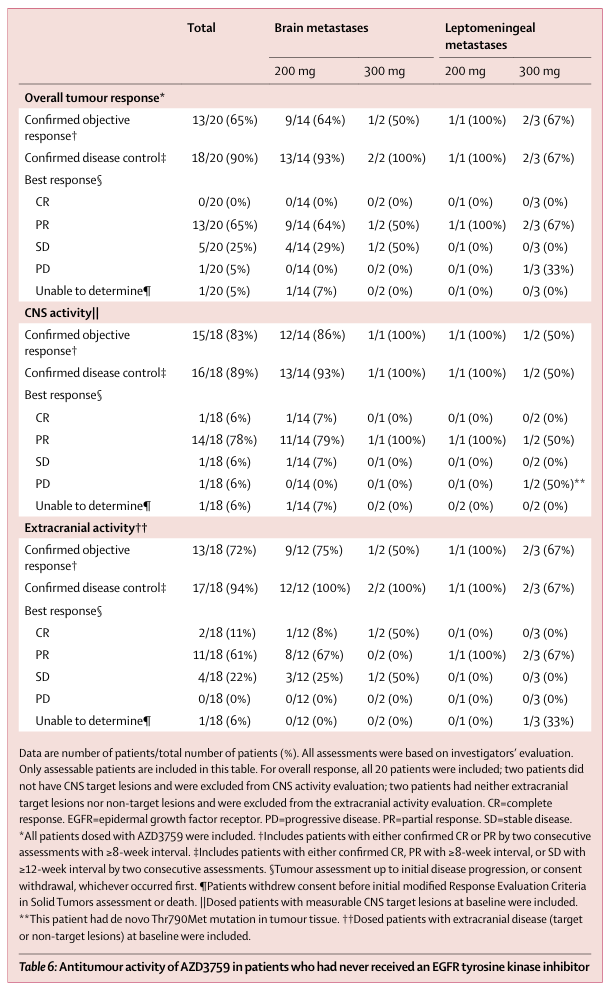 Total Brain metastases Leptomeningeal metastases
200 mg 300 mg 200 mg 300 mg
Overall tumour response*
Confirmed objective response† 13/20 (65%) 9/14 (64%) 1/2 (50%) 1/1 (100%) 2/3 (67%)
Confirmed disease control‡ 18/20 (90%) 13/14 (93%) 2/2 (100%) 1/1 (100%) 2/3 (67%)
Best response§
CR 0/20 (0%) 0/14 (0%) 0/2 (0%) 0/1 (0%) 0/3 (0%)
PR 13/20 (65%) 9/14 (64%) 1/2 (50%) 1/1 (100%) 2/3 (67%)
SD 5/20 (25%) 4/14 (29%) 1/2 (50%) 0/1 (0%) 0/3 (0%)
PD 1/20 (5%) 0/14 (0%) 0/2 (0%) 0/1 (0%) 1/3 (33%)
Unable to determine¶ 1/20 (5%) 1/14 (7%) 0/2 (0%) 0/1 (0%) 0/3 (0%)
CNS activity||
Confirmed objective response† 15/18 (83%) 12/14 (86%) 1/1 (100%) 1/1 (100%) 1/2 (50%)
Confirmed disease control‡ 16/18 (89%) 13/14 (93%) 1/1 (100%) 1/1 (100%) 1/2 (50%)
Best response§
CR 1/18 (6%) 1/14 (7%) 0/1 (0%) 0/1 (0%) 0/2 (0%)
PR 14/18 (78%) 11/14 (79%) 1/1 (100%) 1/1 (100%) 1/2 (50%)
SD 1/18 (6%) 1/14 (7%) 0/1 (0%) 0/1 (0%) 0/2 (0%)
PD 1/18 (6%) 0/14 (0%) 0/1 (0%) 0/1 (0%) 1/2 (50%)**
Unable to determine¶ 1/18 (6%) 1/14 (7%) 0/2 (0%) 0/2 (0%) 0/2 (0%)
Extracranial activity††
Confirmed objective response† 13/18 (72%) 9/12 (75%) 1/2 (50%) 1/1 (100%) 2/3 (67%)
Confirmed disease control‡ 17/18 (94%) 12/12 (100%) 2/2 (100%) 1/1 (100%) 2/3 (67%)
Best response§
CR 2/18 (11%) 1/12 (8%) 1/2 (50%) 0/1 (0%) 0/3 (0%)
PR 11/18 (61%) 8/12 (67%) 0/2 (0%) 1/1 (100%) 2/3 (67%)
SD 4/18 (22%) 3/12 (25%) 1/2 (50%) 0/1 (0%) 0/3 (0%)
PD 0/18 (0%) 0/12 (0%) 0/2 (0%) 0/1 (0%) 0/3 (0%)
Unable to determine¶ 1/18 (6%) 0/12 (0%) 0/2 (0%) 0/1 (0%) 1/3 (33%)
Data are number of patients/total number of patients (%). All assessments were based on investigators' evaluation.
Only assessable patients are included in this table. For overall response, all 20 patients were included; two patients did
not have CNS target lesions and were excluded from CNS activity evaluation; two patients had neither extracranial
target lesions nor non-target lesions and were excluded from the extracranial activity evaluation. CR=complete
response. EGFR=epidermal growth factor receptor. PD=progressive disease. PR=partial response. SD=stable disease.
*All patients dosed with AZD3759 were included. †Includes patients with either confirmed CR or PR by two consecutive
assessments with ≥8-week interval. ‡Includes patients with either confirmed CR, PR with ≥8-week interval, or SD with
≥12-week interval by two consecutive assessments. §Tumour assessment up to initial disease progression, or consent
withdrawal, whichever occurred first. ¶Patients withdrew consent before initial modified Response Evaluation Criteria
in Solid Tumors assessment or death. ||Dosed patients with measurable CNS target lesions at baseline were included.
**This patient had de novo Thr790Met mutation in tumour tissue. ††Dosed patients with extracranial disease (target
or non-target lesions) at baseline were included.
Table 6: Antitumour activity of AZD3759 in patients who had never received an EGFR tyrosine kinase inhibitor